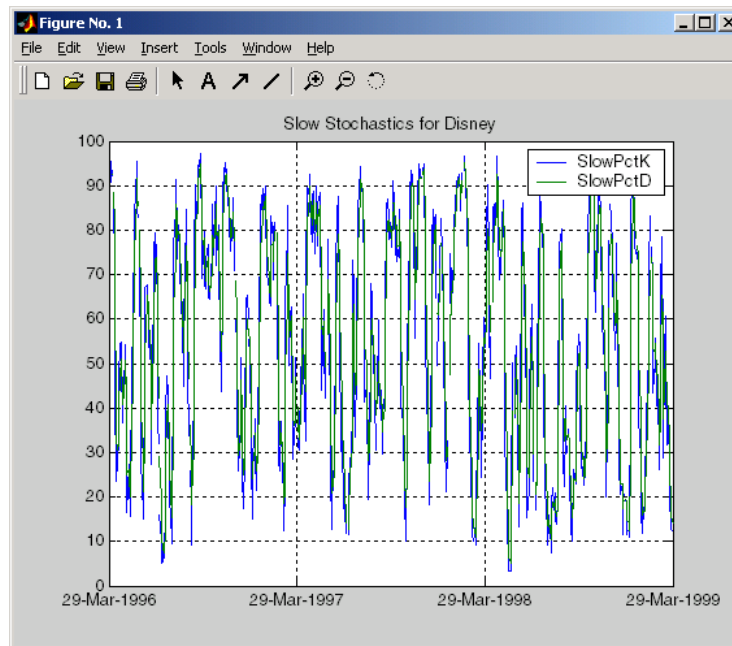 Figure No. 1
File Edit View Insert Tools Window Help
A
Slow Stochastics for Disney
SlowPctK
SlowPctD
100
90
80
70
60
50
40
30
20
10
0
29-Mar-1996 29-Mar-1997 29-Mar-1998 29-Mar-1999